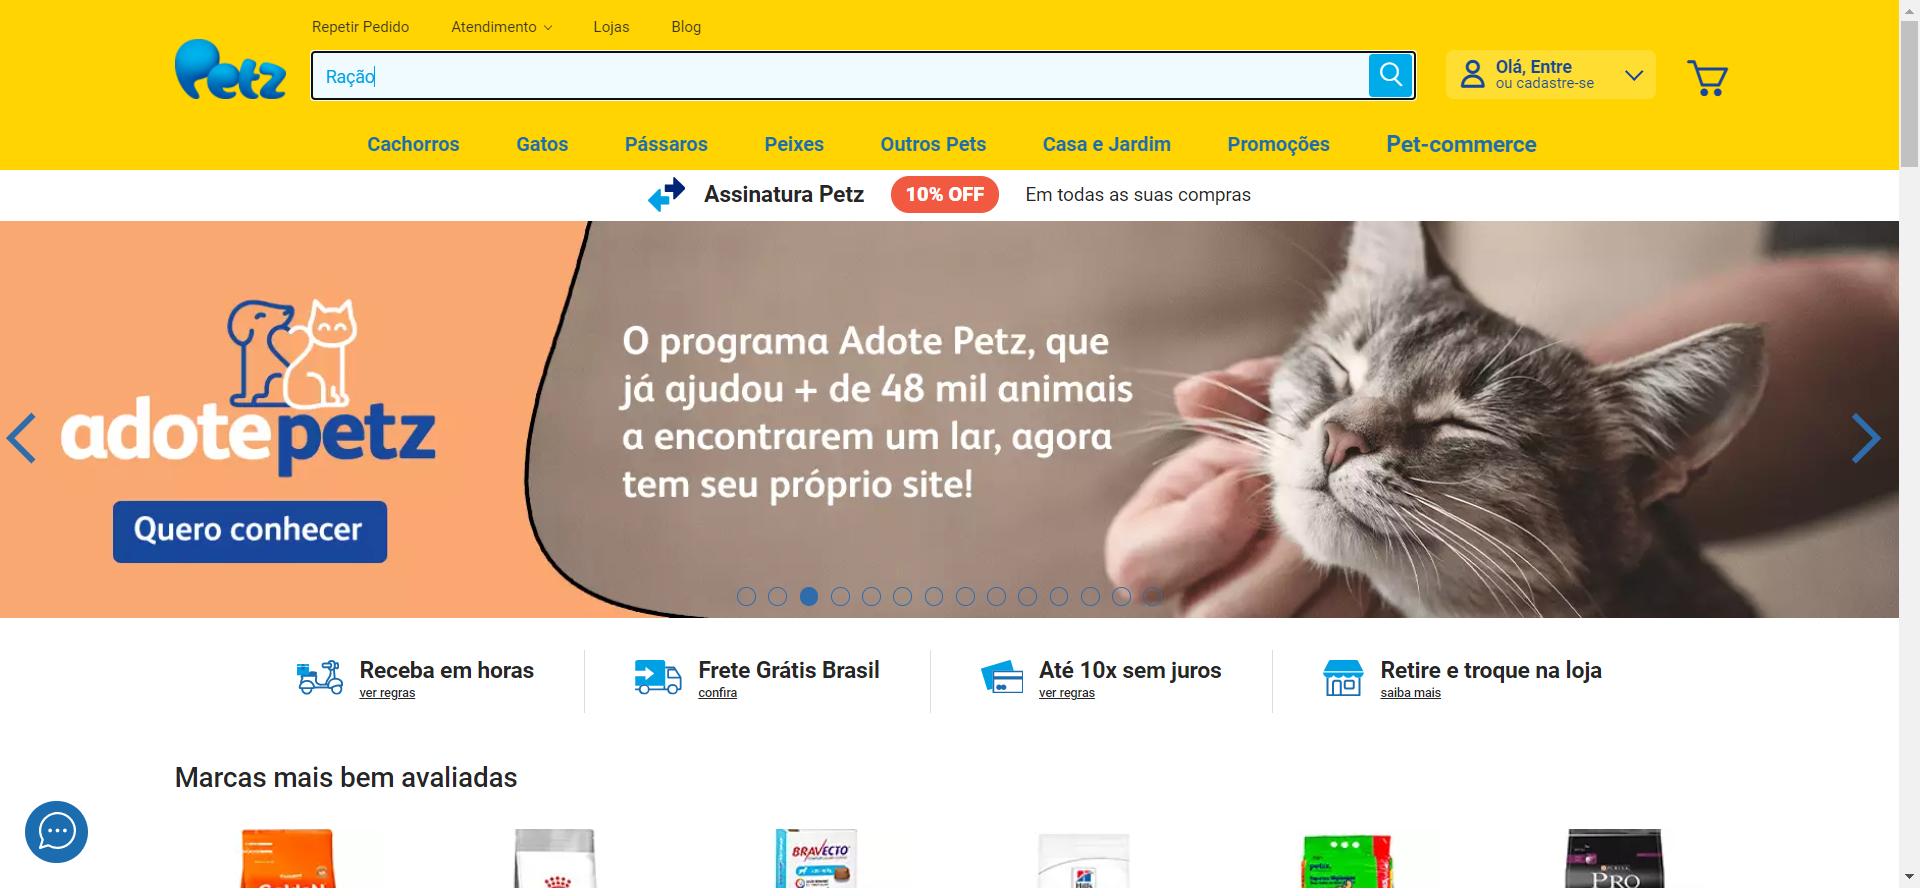 Repetir Pedido
Atendimento
Lojas
Blog
Petz
Ração
Olá, Entre
ou cadastre-se
Cachorros
Gatos
Pássaros
Peixes
Outros Pets
Casa e Jardim
Promoções
Pet-commerce
Assinatura Petz
10% OFF
Em todas as suas compras
adotepetz
Quero conhecer
O programa Adote Petz, que
já ajudou + de 48 mil animais
a encontrarem um lar, agora
tem seu próprio site!
Receba em horas
ver regras
Frete Grátis Brasil
confira
Até 10x sem juros
ver regras
Retire e troque na loja
saiba mais
Marcas mais bem avaliadas
GoldeN
BRAVECTO
Hill's
petix
PURINA
PRO